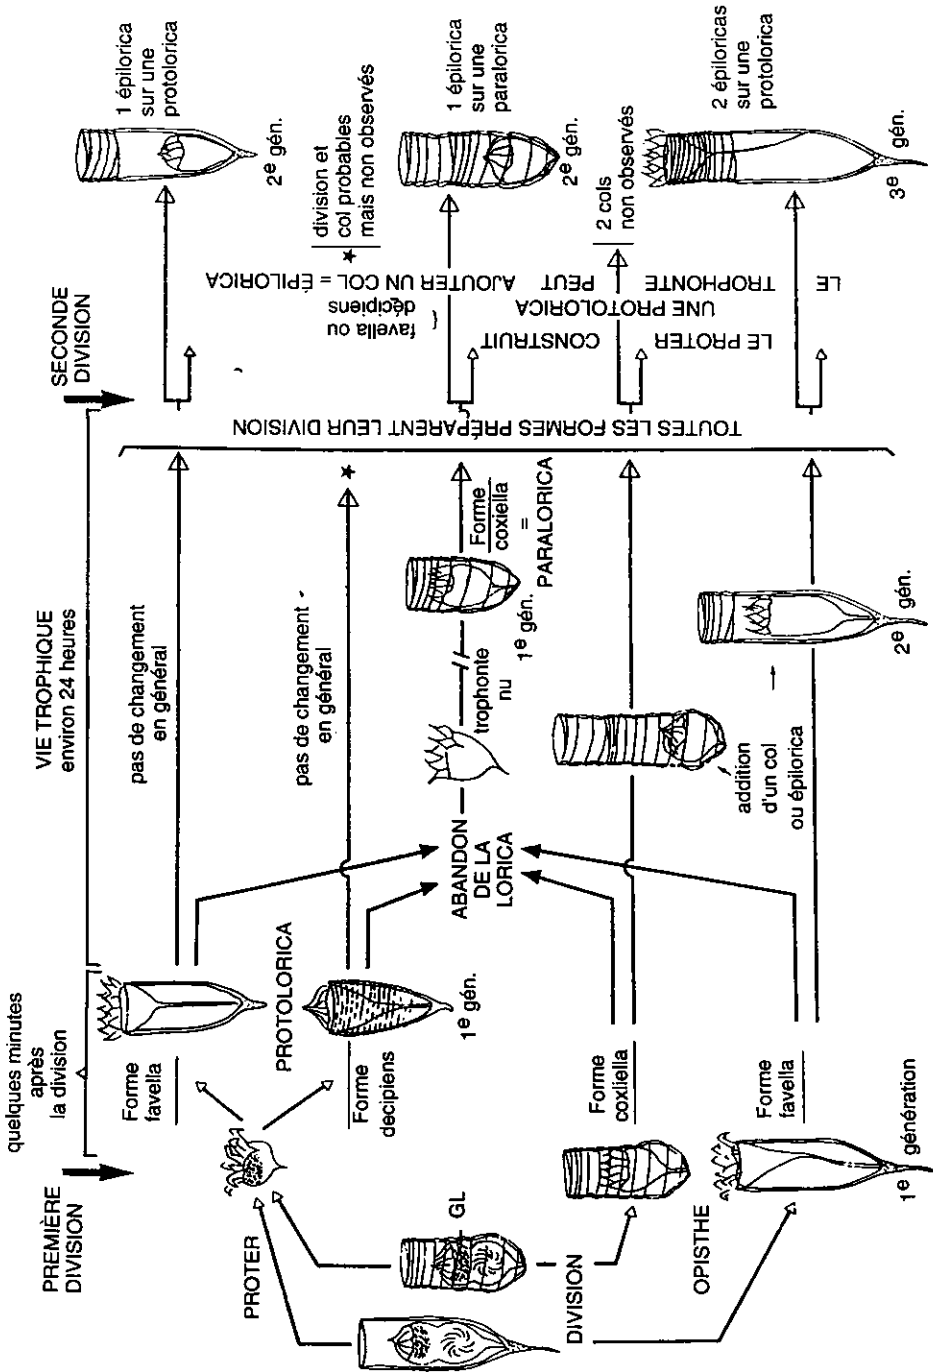 PREMIÈRE
DIVISION
quelques minutes
après
la division
VIE TROPHIQUE
environ 24 heures
SECONDE
DIVISION
PROTER
GL
DIVISION
OPISTHE
Forme
favella
PROTOLORICA
Forme
decipiens
1e gén.
Forme
coxliella
Forme
favella
1e génération
pas de changement
en général
pas de changement
en général
ABANDON
DE LA
LORICA
trophonte
nu
1e gén.
Forme
coxiella
=
PARALORICA
addition
d'un col
ou épilorica
2e gén.
TOUTES LES FORMES PRÉPARENT LEUR DIVISION
LE PROTER CONSTRUIT
UNE PROTOLORICA
favella ou
décipiens
LE TROPHONTE PEUT AJOUTER UN COL = ÉPILORICA
1 épilorica
sur une
protolorica
2e gén.
division et
col probables
mais non observés
1 épilorica
sur une
paralorica
2e gén.
2 cols
non observés
2 épiloricas
sur une
protolorica
3e gén.